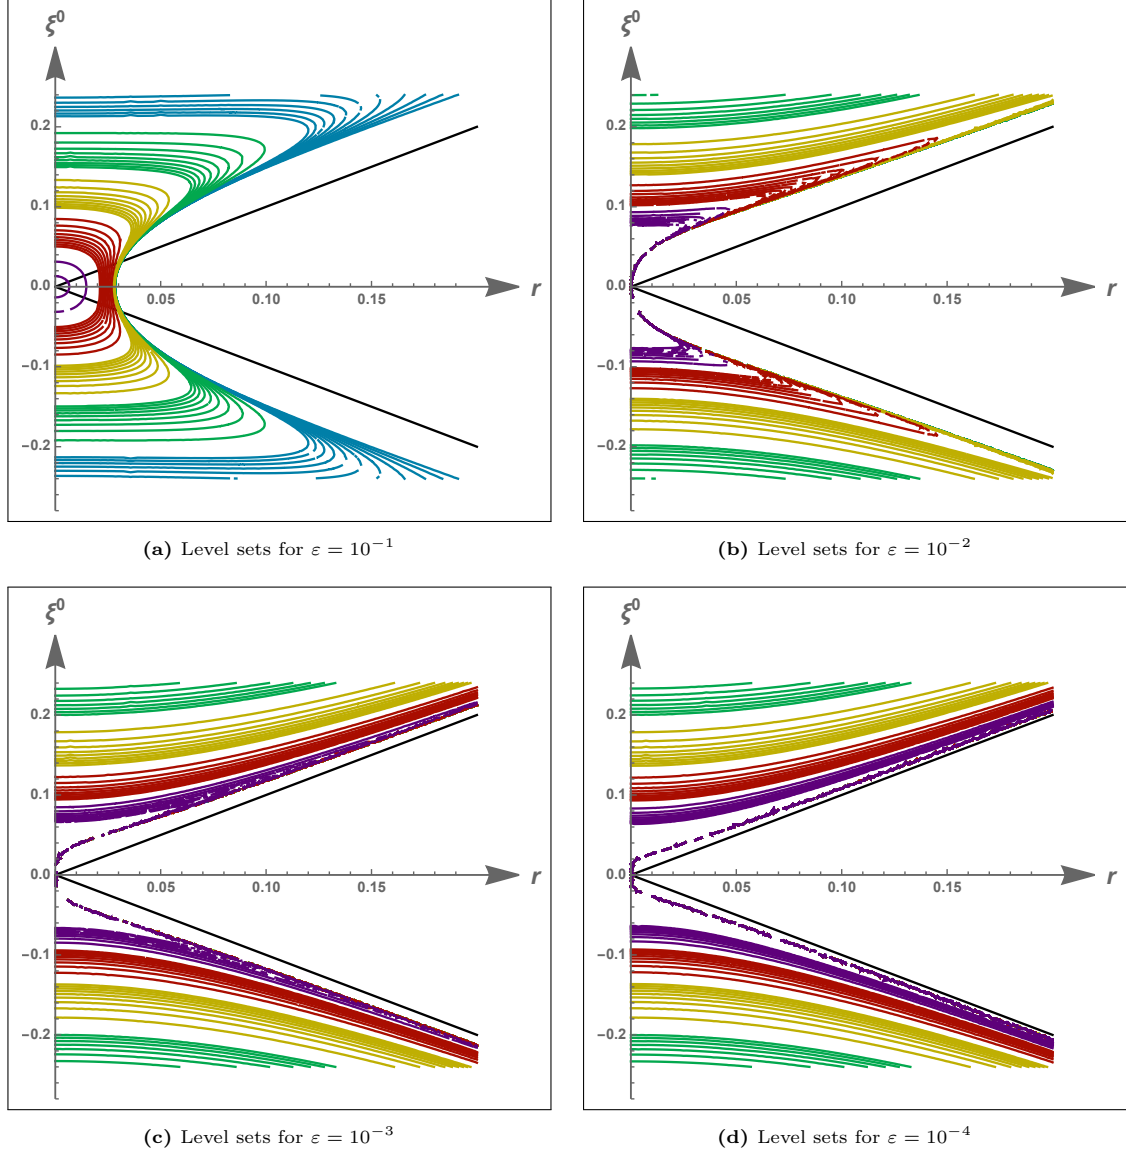 ξ⁰
0.2
0.1
0.0
−0.1
−0.2
0.05 0.10 0.15 r
(a) Level sets for ε = 10⁻¹
ξ⁰
0.2
0.1
0.0
−0.1
−0.2
0.05 0.10 0.15 r
(b) Level sets for ε = 10⁻²
ξ⁰
0.2
0.1
0.0
−0.1
−0.2
0.05 0.10 0.15 r
(c) Level sets for ε = 10⁻³
ξ⁰
0.2
0.1
0.0
−0.1
−0.2
0.05 0.10 0.15 r
(d) Level sets for ε = 10⁻⁴